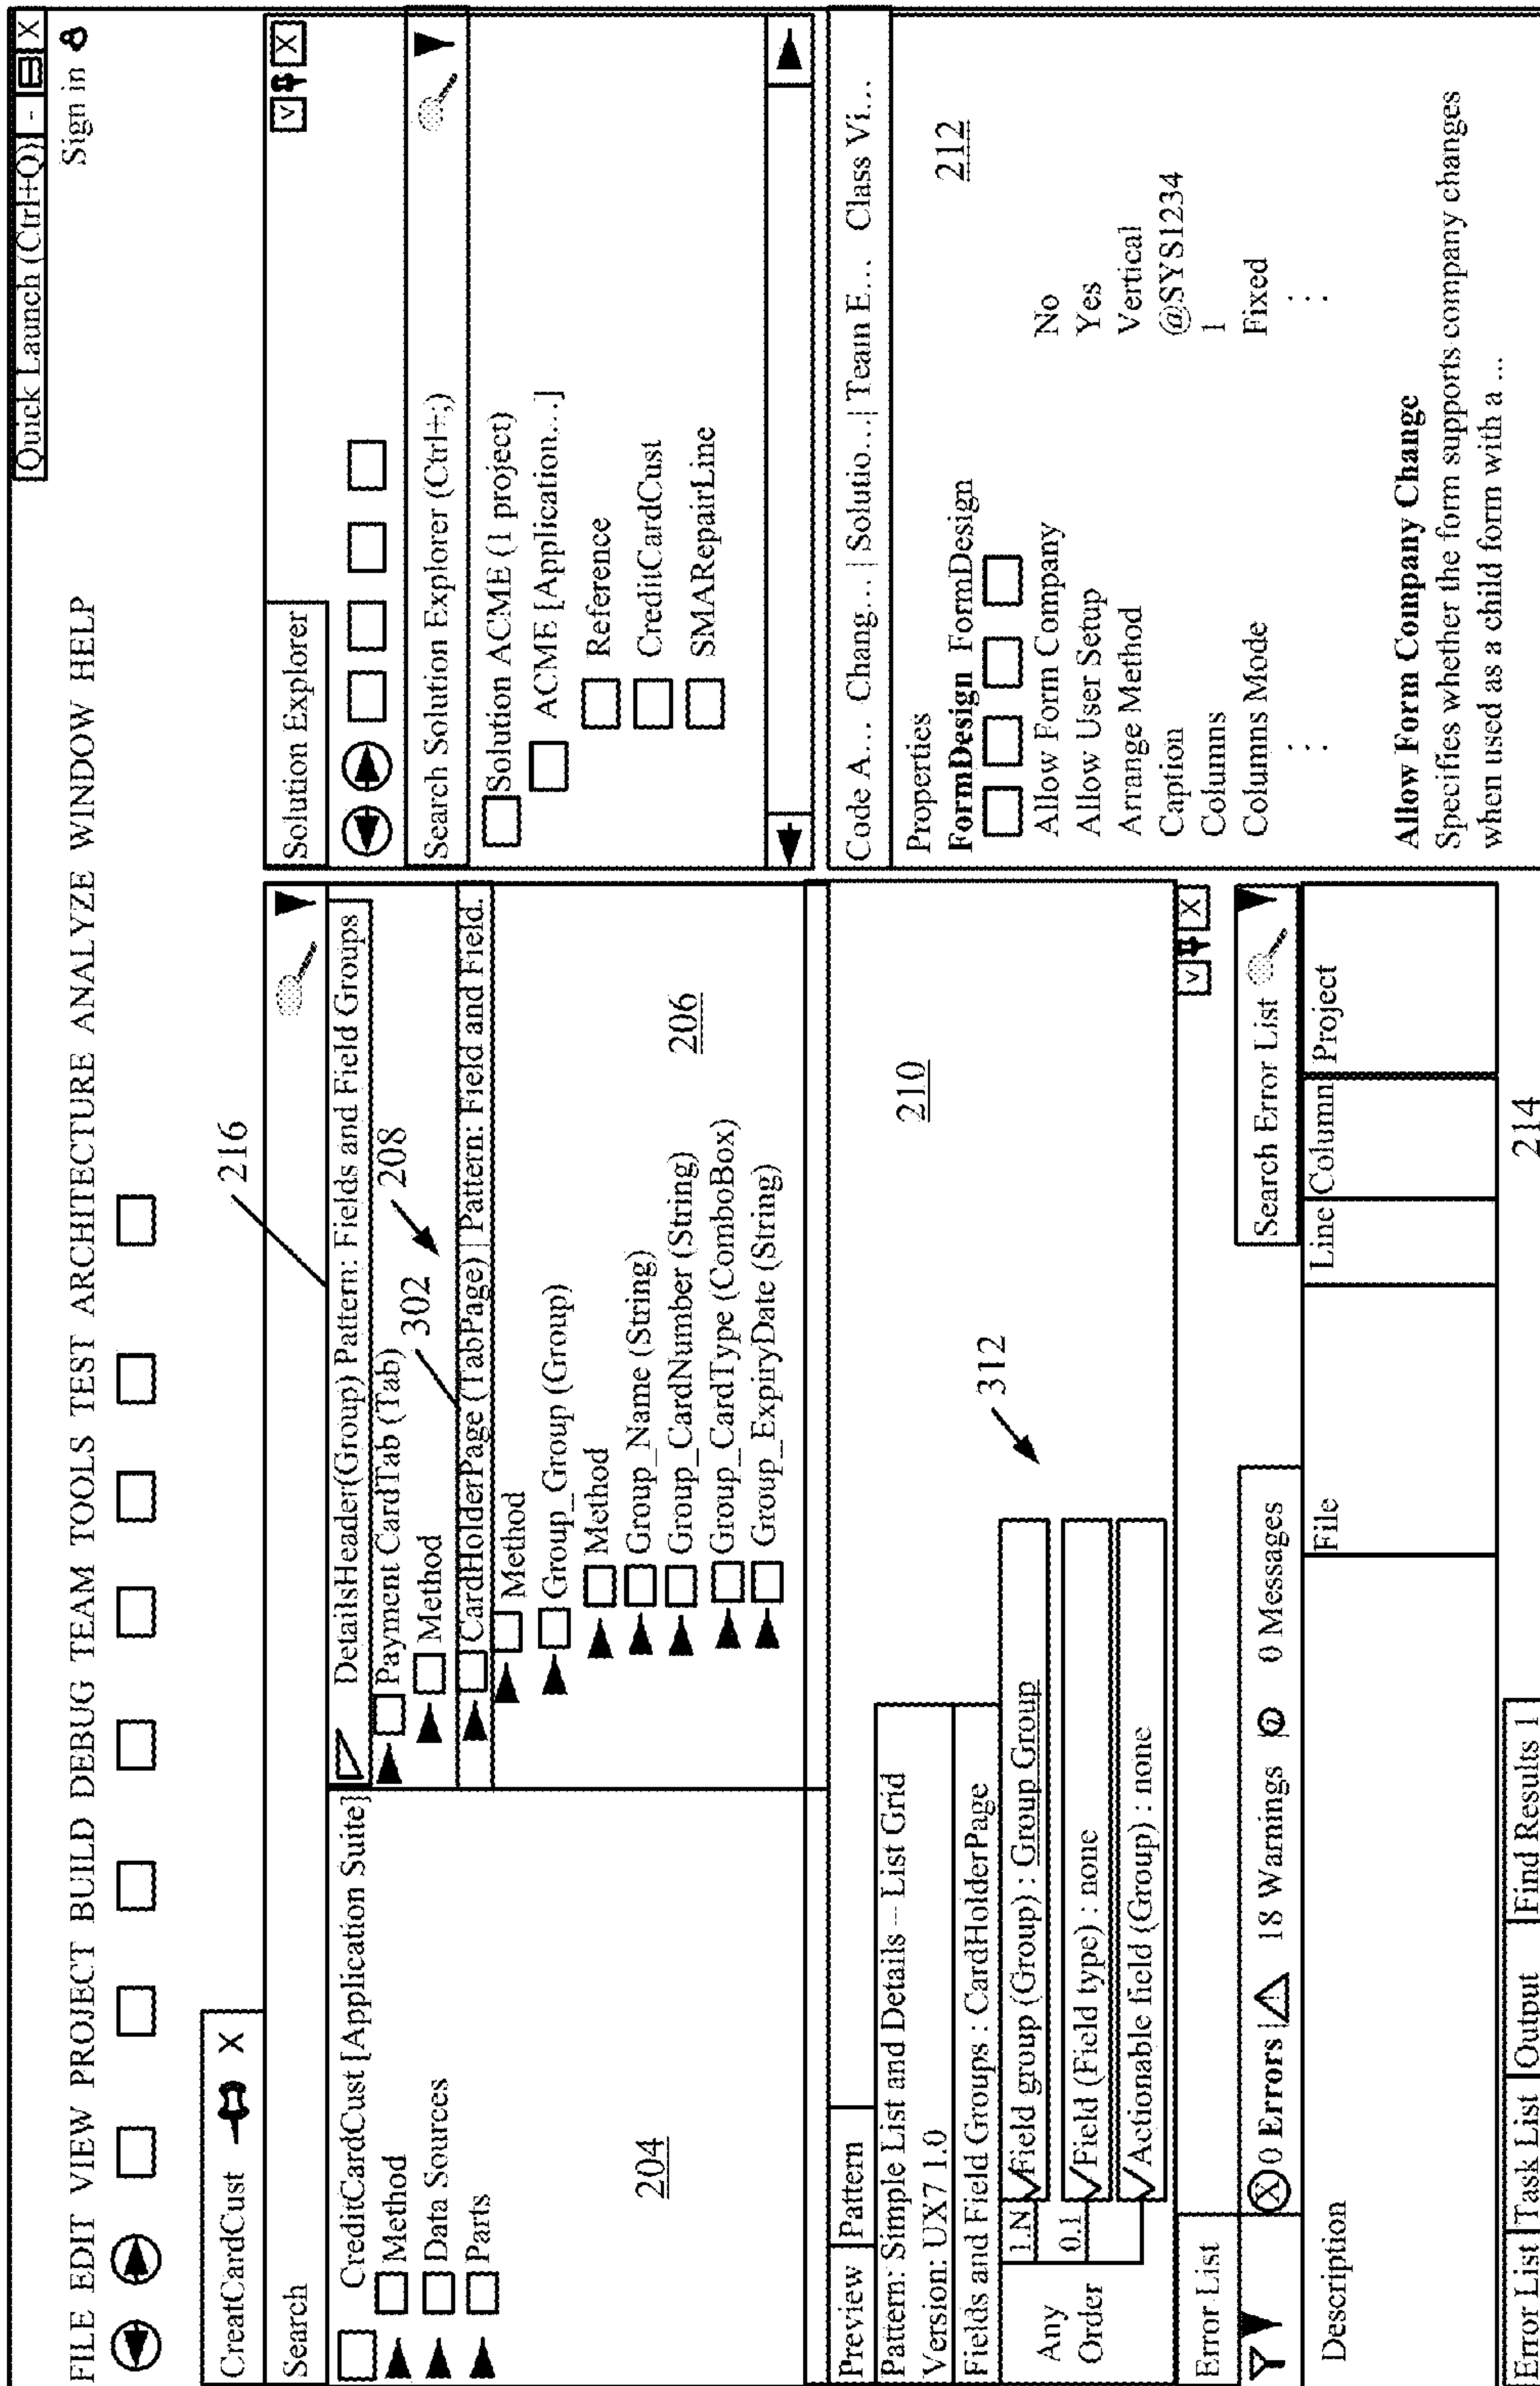 Quick Launch (Ctrl+Q) - X
FILE EDIT VIEW PROJECT BUILD DEBUG TEAM TOOLS TEST ARCHITECTURE ANALYZE WINDOW HELP
Sign in
CreatCardCust X
216
Search
CreditCardCust [Application Suite]
Method
Data Sources
Parts
204
DetailsHeader(Group) Pattern: Fields and Field Groups
Payment CardTab (Tab)
208
302
Method
CardHolderPage (TabPage) | Pattern: Field and Field.
Method
Group_Group (Group)
Method
Group_Name (String)
Group_CardNumber (String)
Group_CardType (ComboBox)
Group_ExpiryDate (String)
206
Solution Explorer
V X
Search Solution Explorer (Ctrl+;)
Solution ACME (1 project)
ACME [Application...]
Reference
CreditCardCust
SMARepairLine
Preview Pattern
Pattern: Simple List and Details -- List Grid
Version: UX7 1.0
Fields and Field Groups : CardHolderPage
Any
Order
1.N
Field group (Group) : Group Group
0.1
Field (Field type) : none
Actionable field (Group) : none
210
312
Code A... Chang...| Solutio...| Team E... Class Vi...
Properties
212
FormDesign FormDesign
Allow Form Company No
Allow User Setup Yes
Arrange Method Vertical
Caption @SYS1234
Columns 1
Columns Mode Fixed
Allow Form Company Change
Specifies whether the form supports company changes
when used as a child form with a ...
Error List
V X
X 0 Errors 18 Warnings 0 Messages
Search Error List
Description File Line Column Project
214
Error List Task List Output Find Results 1